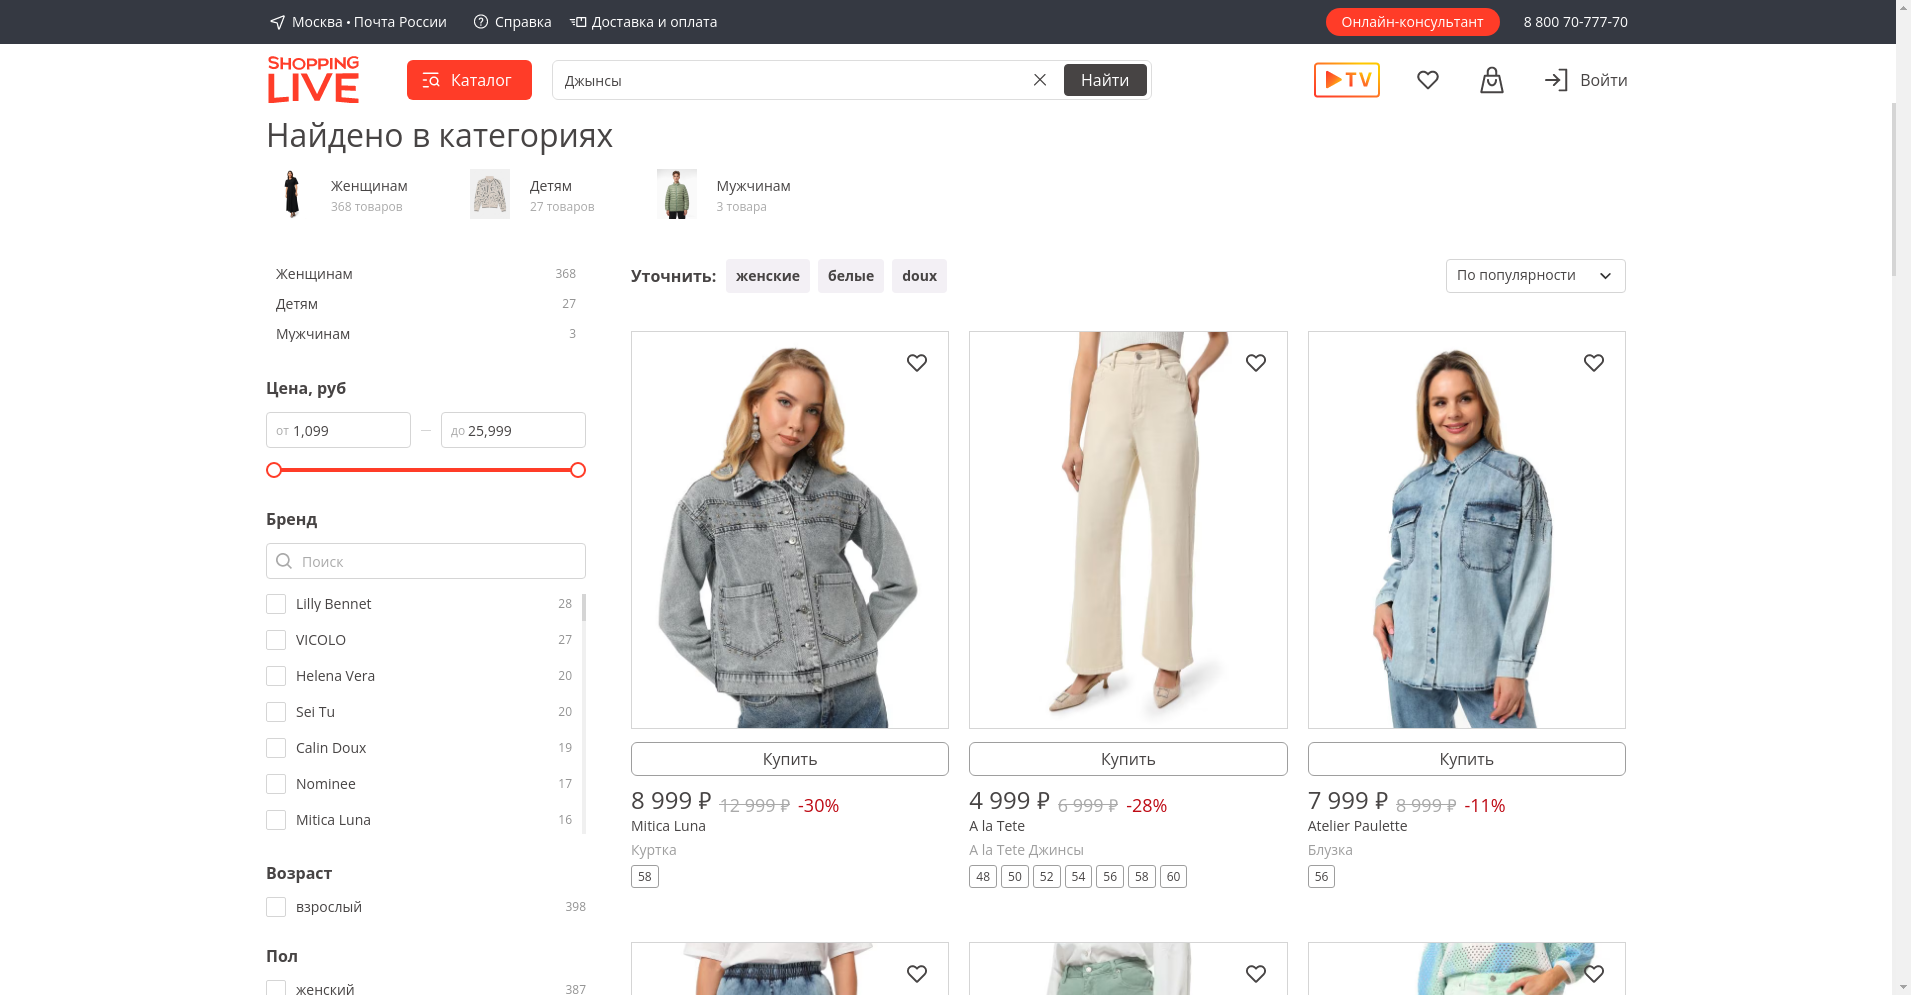 Москва • Почта России
Справка
Доставка и оплата
Онлайн-консультант
8 800 70-777-70
SHOPPING
LIVE
Каталог
Джынсы
Найти
TV
Войти
Найдено в категориях
Женщинам
368 товаров
Детям
27 товаров
Мужчинам
3 товара
Женщинам 368
Детям 27
Мужчинам 3
Цена, руб
от 1,099 — до 25,999
Бренд
Поиск
Lilly Bennet 28
VICOLO 27
Helena Vera 20
Sei Tu 20
Calin Doux 19
Nominee 17
Mitica Luna 16
Возраст
взрослый 398
Пол
женский 387
Уточнить: женские белые doux
По популярности
Купить
8 999 ₽ 12 999 ₽ -30%
Mitica Luna
Куртка
58
Купить
4 999 ₽ 6 999 ₽ -28%
A la Tete
A la Tete Джинсы
48 50 52 54 56 58 60
Купить
7 999 ₽ 8 999 ₽ -11%
Atelier Paulette
Блузка
56